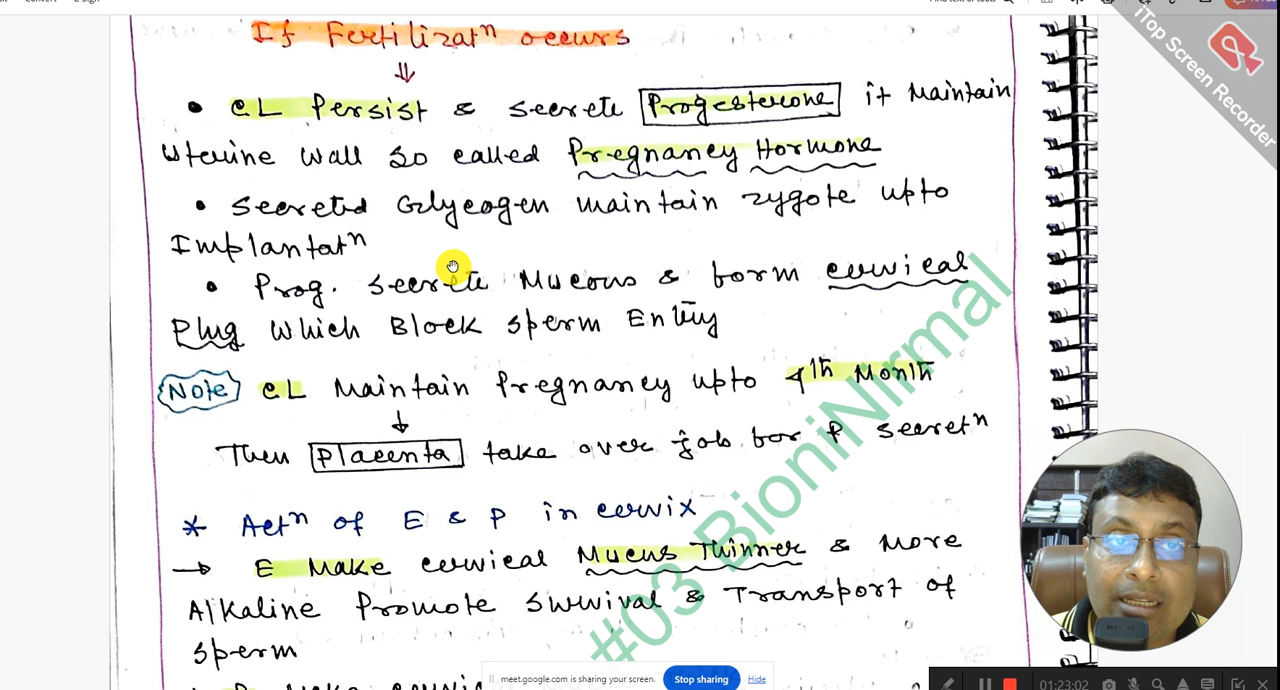 If Fertilizatⁿ occurs
⇓
• CL Persist & secrete Progesterone it Maintain
Uterine wall so called Pregnancy Hormone
• Secreted Glycogen maintain zygote upto
Implantatⁿ
• Prog. secrete Mucous & form cervical
Plug Which Block Sperm Entry
Note CL Maintain Pregnancy upto 4th Month
↓
Then Placenta take over job for P secretⁿ
* Actⁿ of E & P in cervix
→ E Make cervical Mucus Thinner & More
Alkaline Promote Survival & Transport of
sperm
#03 BioniNirmal
iTop Screen Recorder
meet.google.com is sharing your screen. Stop sharing Hide
01:23:02